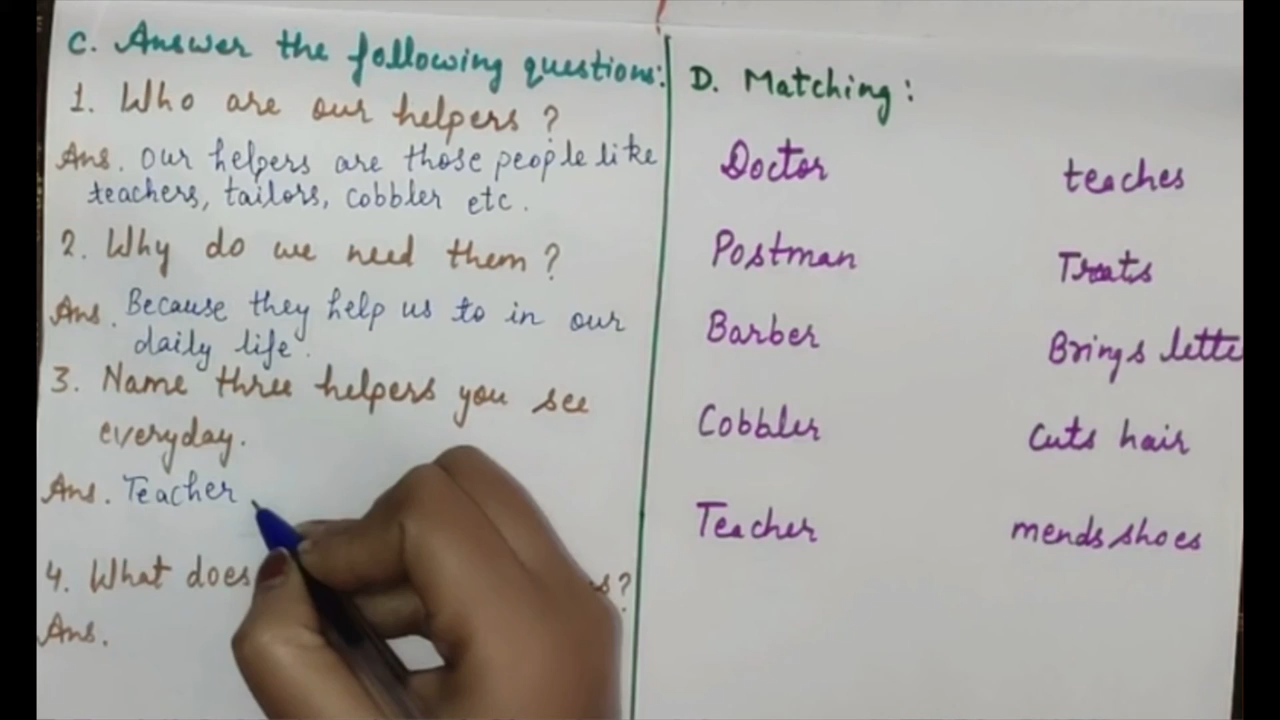 C. Answer the following questions:
1. Who are our helpers ?
Ans. Our helpers are those people like
teachers, tailors, cobbler etc.
2. Why do we need them ?
Ans. Because they help us to in our
daily life.
3. Name three helpers you see
everyday.
Ans. Teacher
4. What does ?
Ans.
D. Matching :
Doctor teaches
Postman Treats
Barber Brings lette
Cobbler Cuts hair
Teacher mends shoes